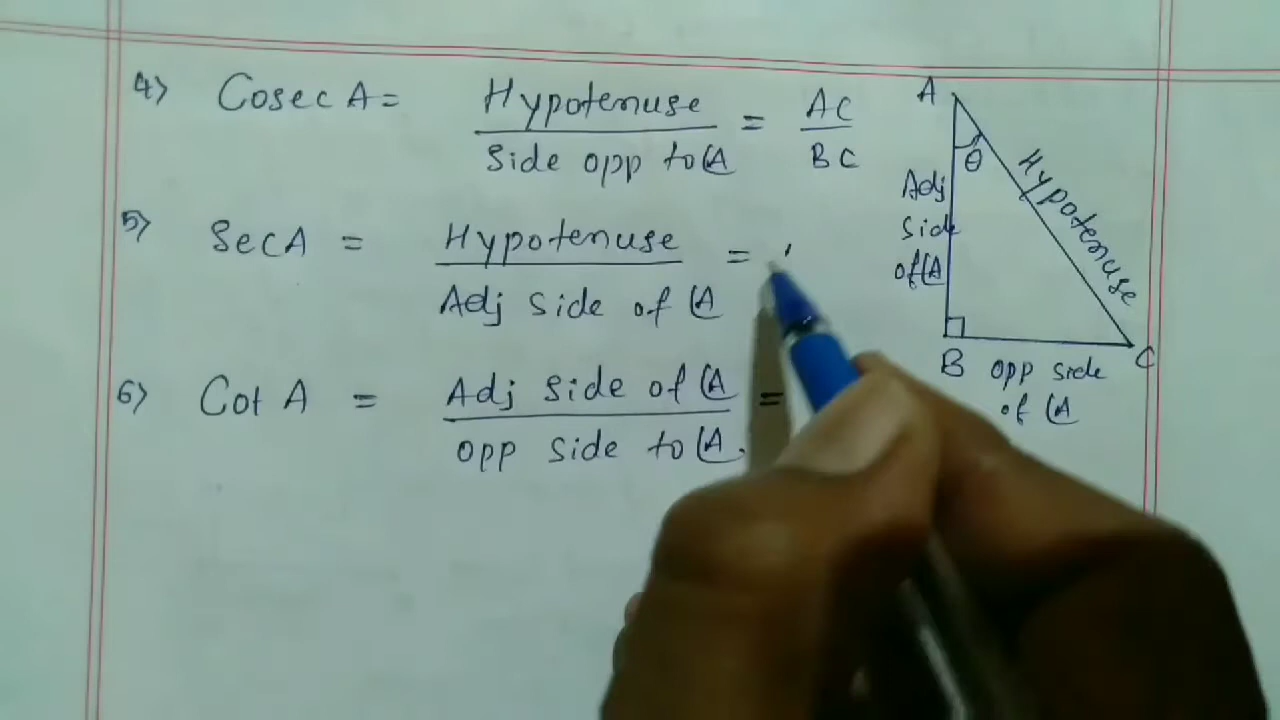 4) Cosec A = Hypotenuse / Side opp to ∠A = AC / BC
5) Sec A = Hypotenuse / Adj side of ∠A =
6) Cot A = Adj side of ∠A / opp side to ∠A. =
A
θ
Hypotenuse
Adj
Side
of ∠A
B
C
opp side
of ∠A